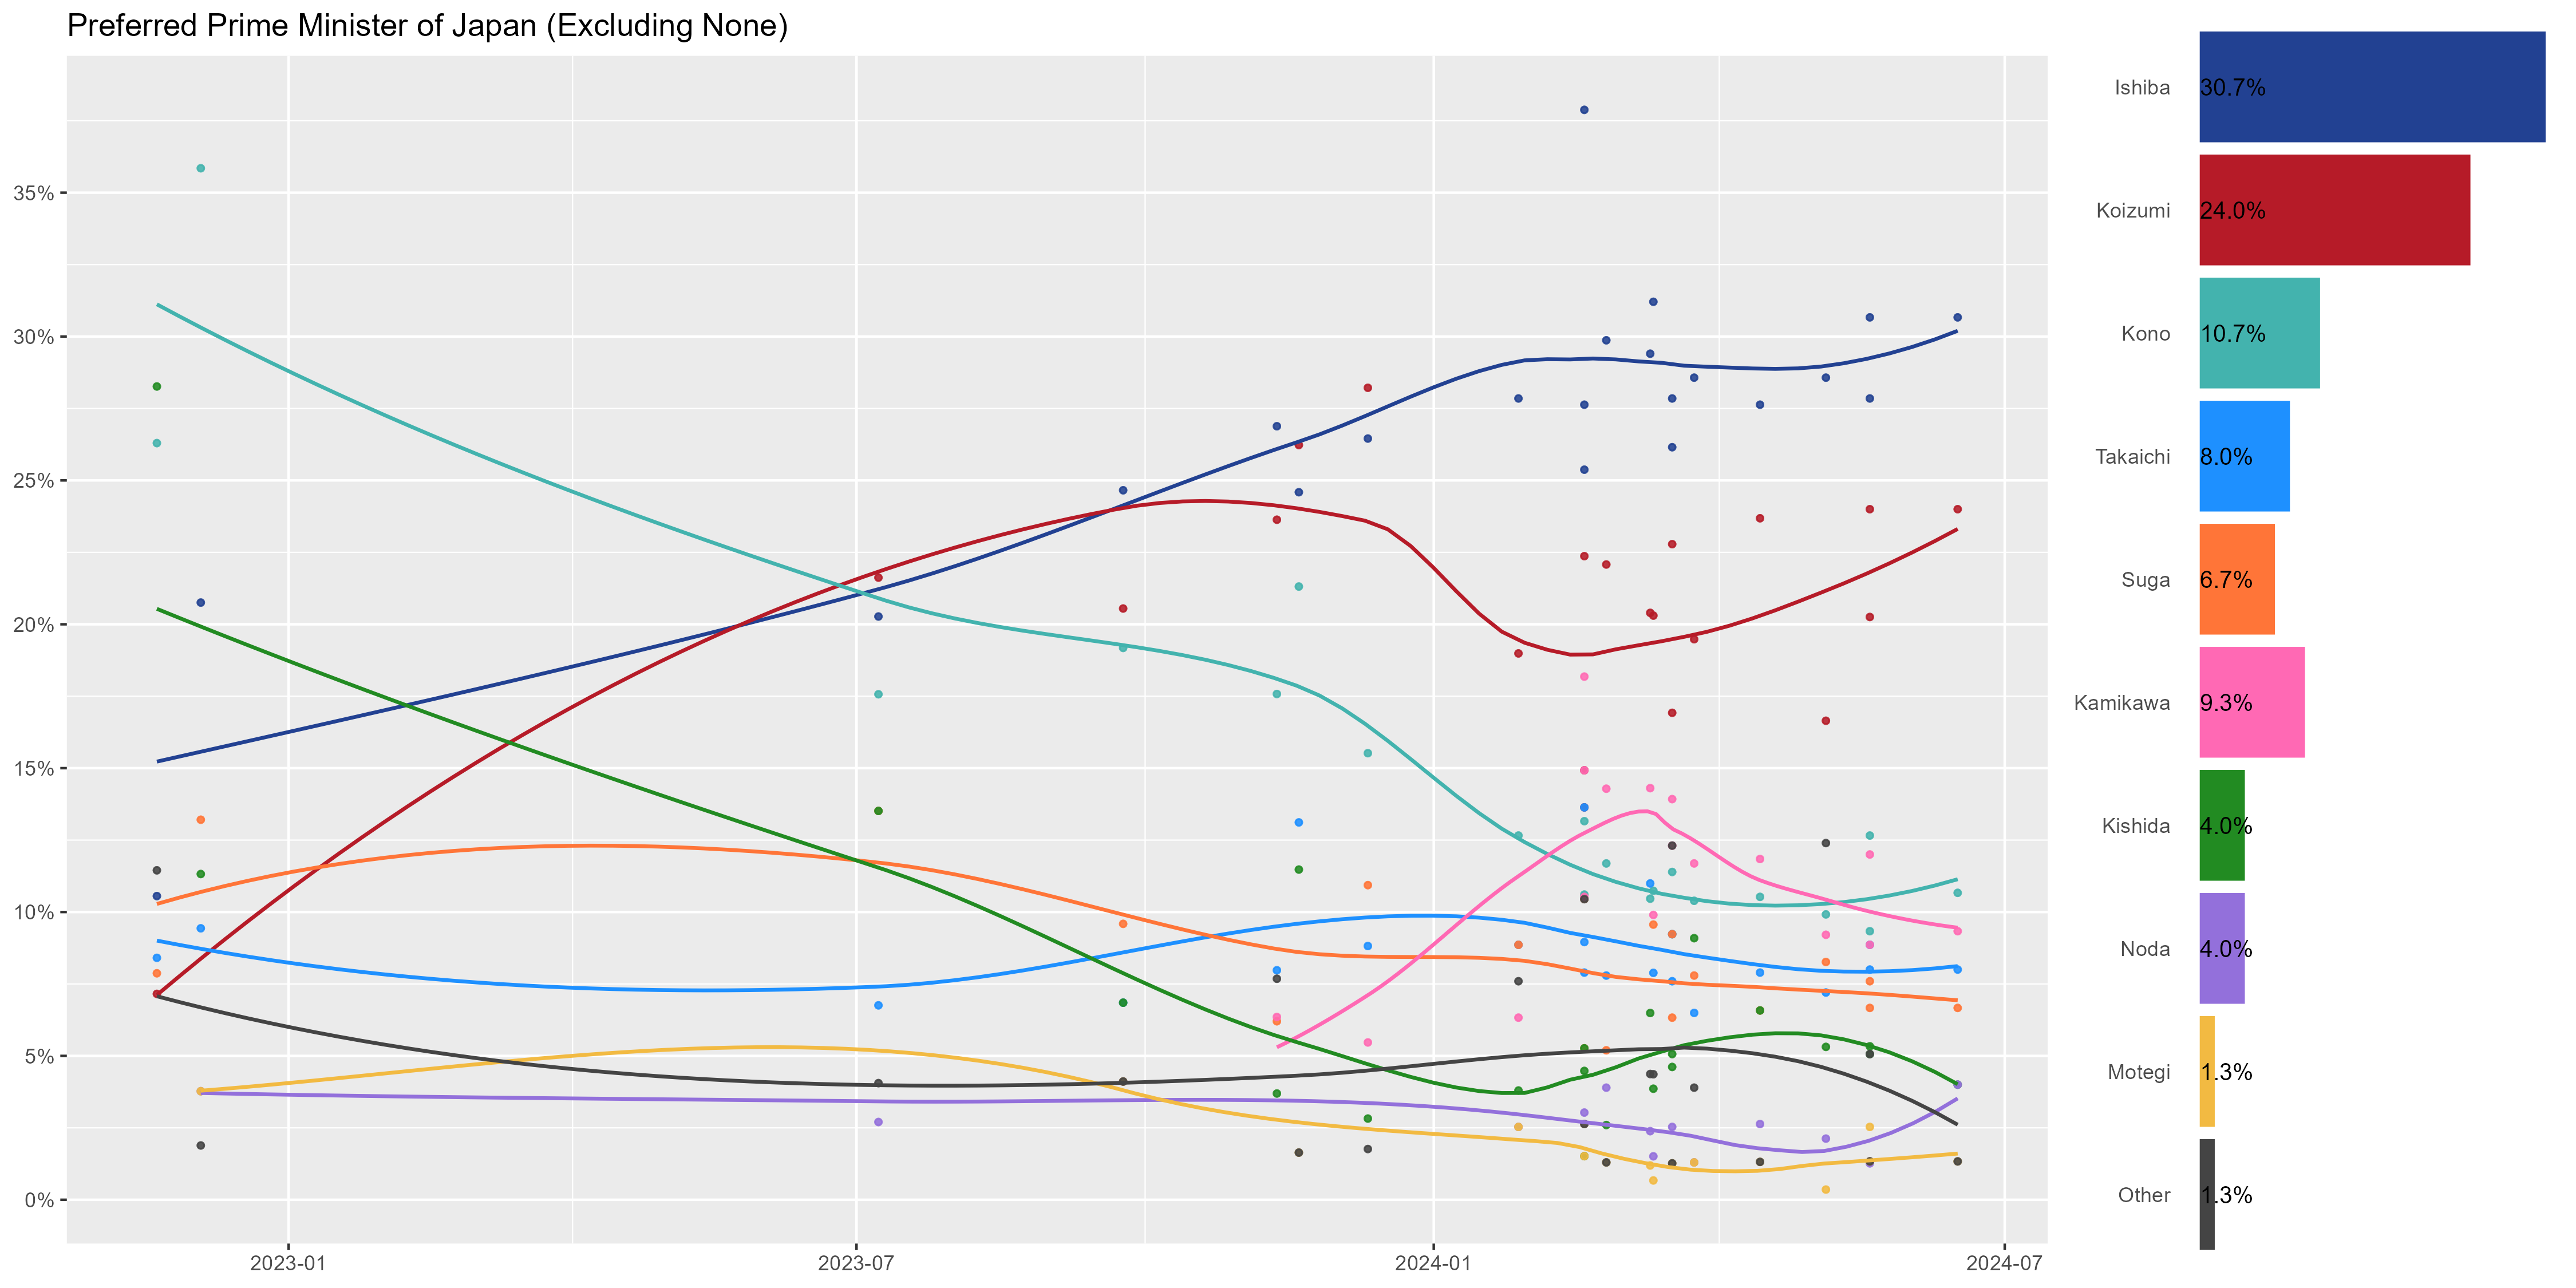 Preferred Prime Minister of Japan (Excluding None)
35%
30%
25%
20%
15%
10%
5%
0%
2023-01
2023-07
2024-01
2024-07
Ishiba 30.7%
Koizumi 24.0%
Kono 10.7%
Takaichi 8.0%
Suga 6.7%
Kamikawa 9.3%
Kishida 4.0%
Noda 4.0%
Motegi 1.3%
Other 1.3%